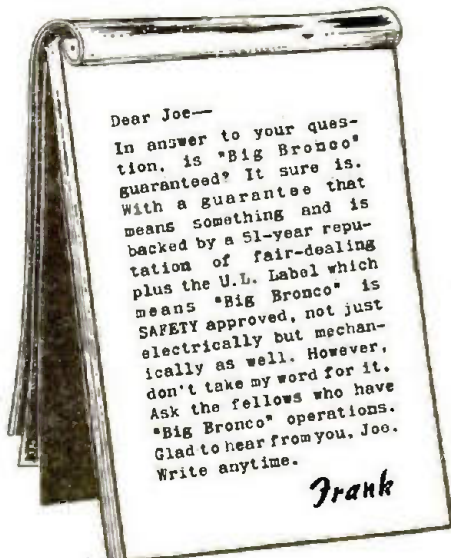 Dear Joe—
In answer to your ques-
tion, is "Big Bronco"
guaranteed? It sure is.
With a guarantee that
means something and is
backed by a 51-year repu-
tation of fair-dealing
plus the U.L. Label which
means "Big Bronco" is
SAFETY approved, not just
electrically but mechan-
ically as well. However,
don't take my word for it.
Ask the fellows who have
"Big Bronco" operations.
Glad to hear from you, Joe.
Write anytime.
Frank